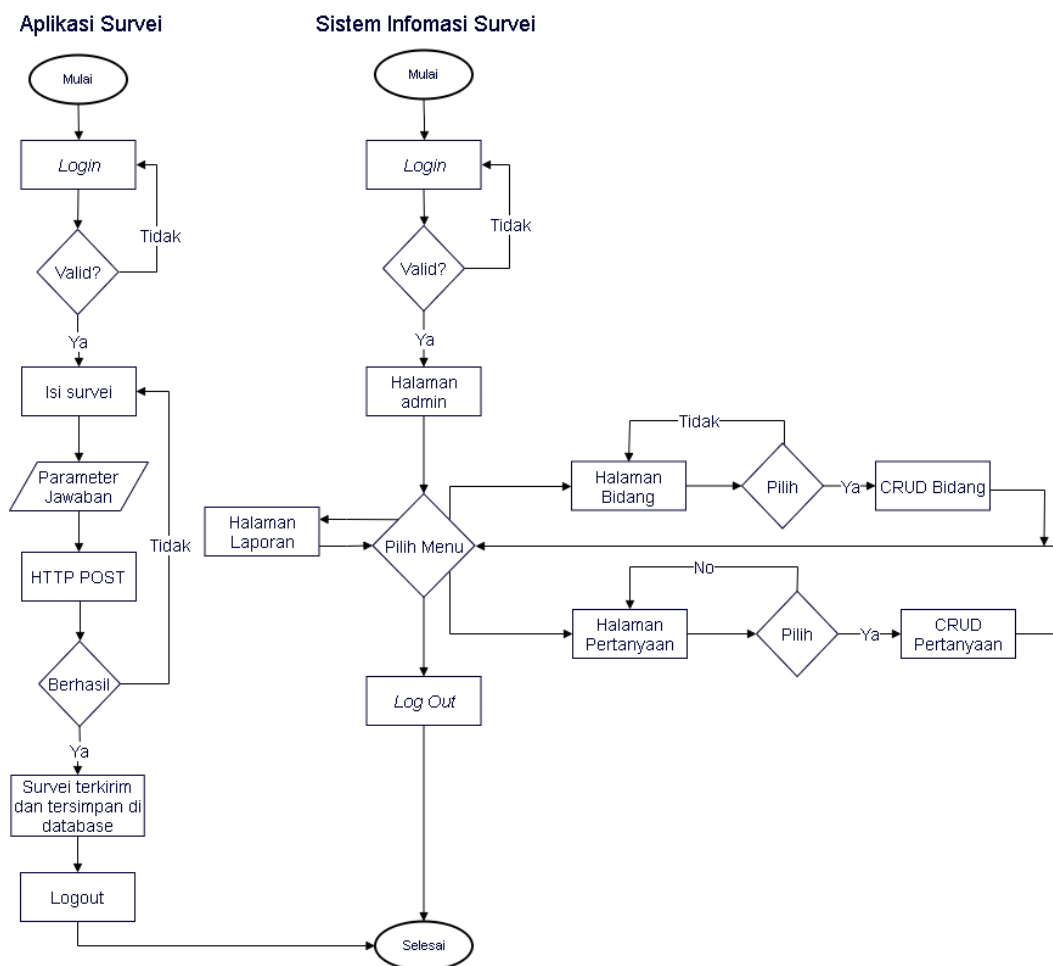 Aplikasi Survei
Mulai
Login
Tidak
Valid?
Ya
Isi survei
Parameter
Jawaban
Tidak
HTTP POST
Berhasil
Ya
Survei terkirim
dan tersimpan di
database
Logout
Sistem Infomasi Survei
Mulai
Login
Tidak
Valid?
Ya
Halaman
admin
Halaman
Laporan
Pilih Menu
Tidak
Halaman
Bidang
Pilih
Ya
CRUD Bidang
No
Halaman
Pertanyaan
Pilih
Ya
CRUD
Pertanyaan
Log Out
Selesai